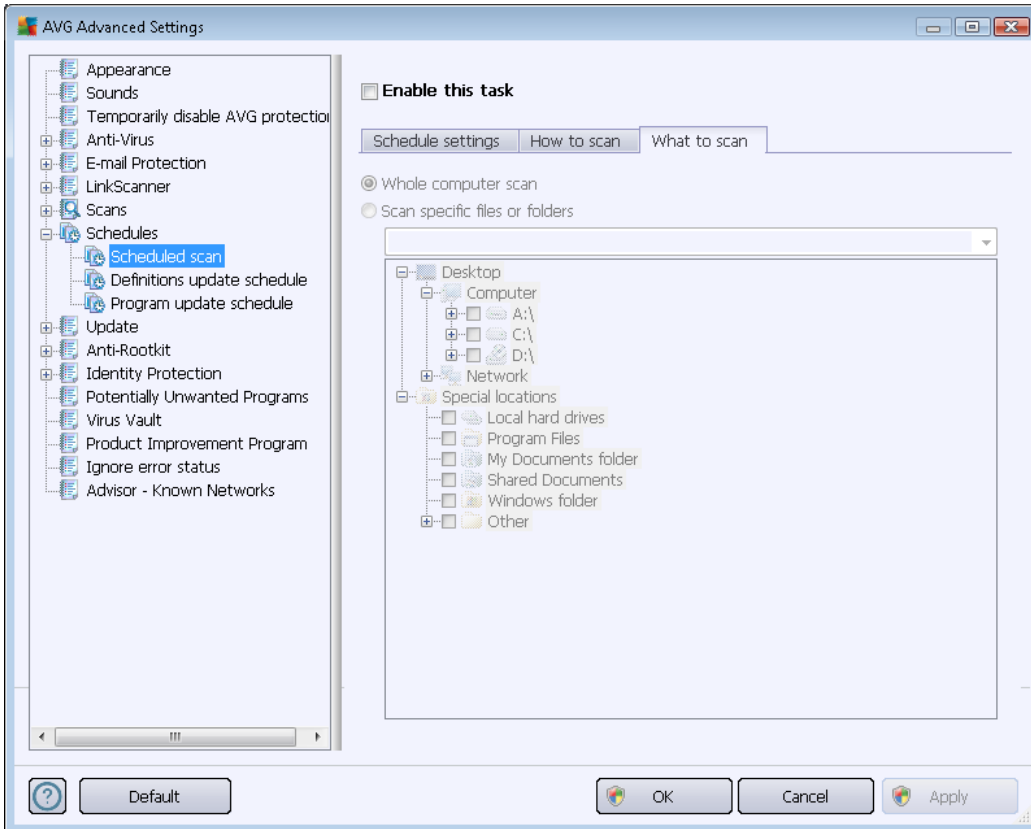 AVG Advanced Settings
Appearance
Sounds
Temporarily disable AVG protection
Anti-Virus
E-mail Protection
LinkScanner
Scans
Schedules
Scheduled scan
Definitions update schedule
Program update schedule
Update
Anti-Rootkit
Identity Protection
Potentially Unwanted Programs
Virus Vault
Product Improvement Program
Ignore error status
Advisor - Known Networks
Enable this task
Schedule settings How to scan What to scan
Whole computer scan
Scan specific files or folders
Desktop
Computer
A:\
C:\
D:\
Network
Special locations
Local hard drives
Program Files
My Documents folder
Shared Documents
Windows folder
Other
? Default OK Cancel Apply